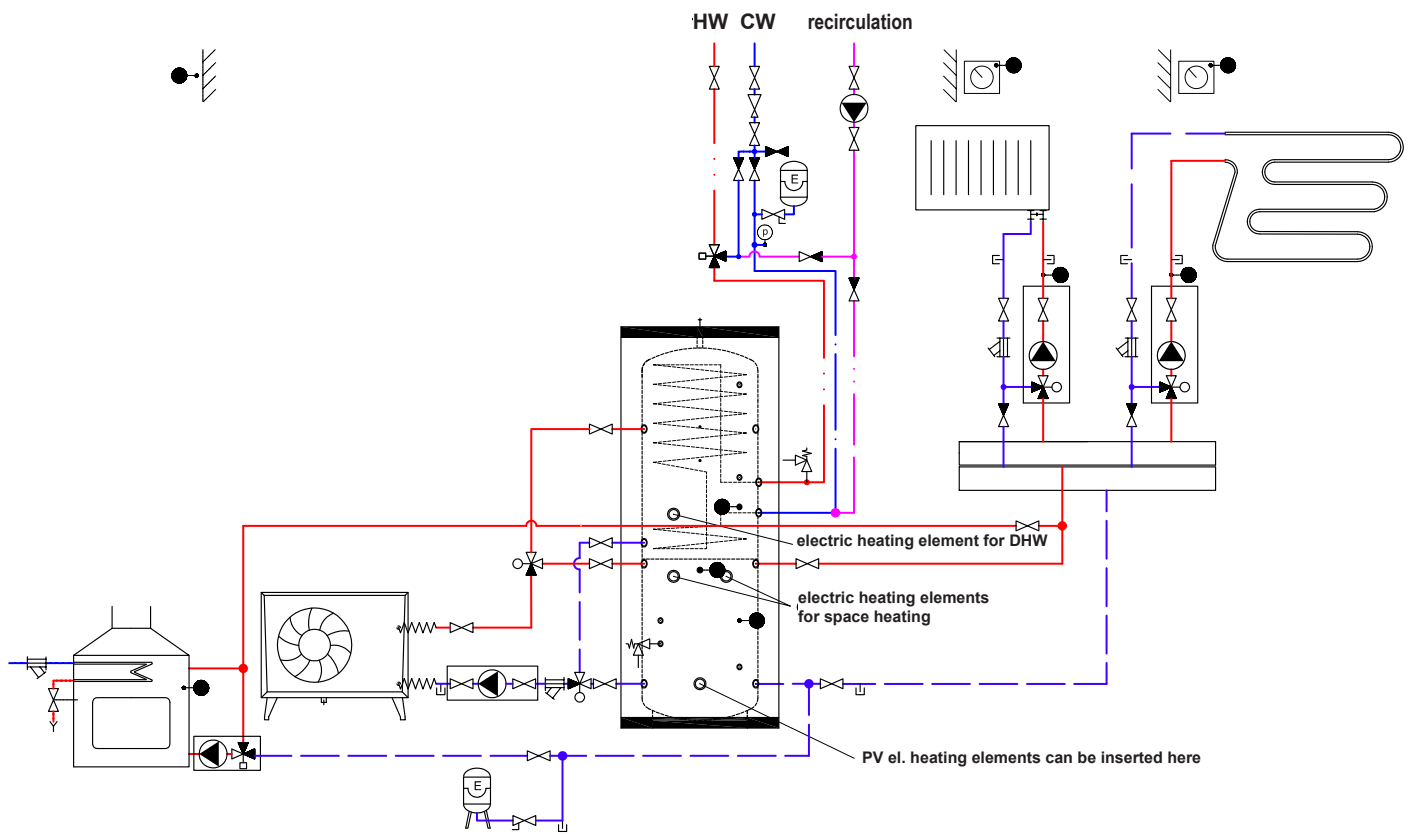 HW CW recirculation
E
p
electric heating element for DHW
electric heating elements
for space heating
PV el. heating elements can be inserted here
E